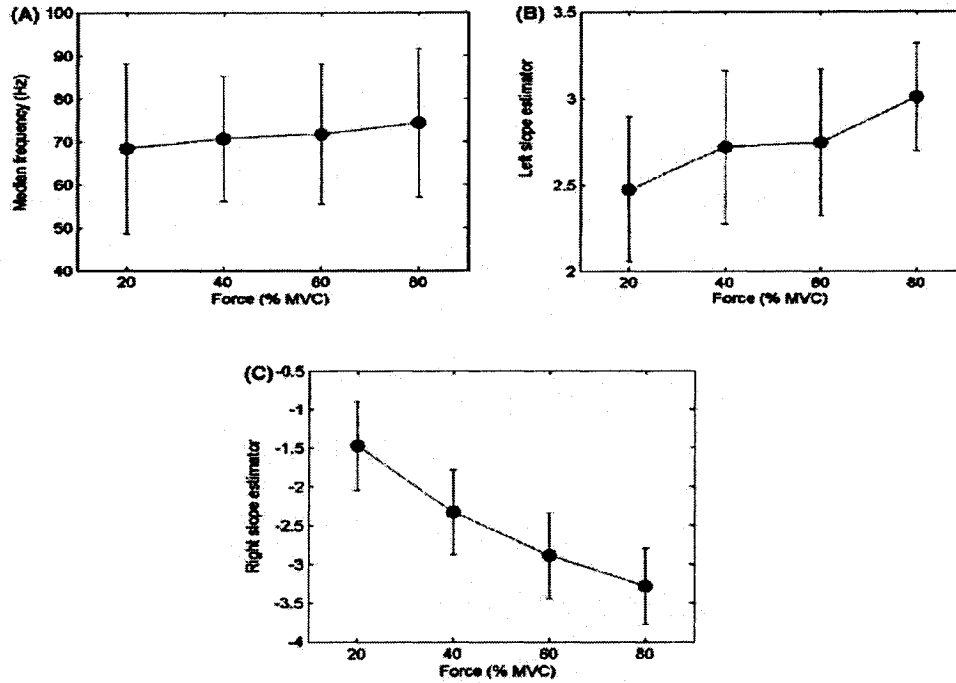 (A)
100
90
80
70
60
50
40
Median frequency (Hz)
20 40 60 80
Force (% MVC)
(B)
3.5
3
2.5
2
Left slope estimator
20 40 60 80
Force (% MVC)
(C)
-0.5
-1
-1.5
-2
-2.5
-3
-3.5
-4
Right slope estimator
20 40 60 80
Force (% MVC)